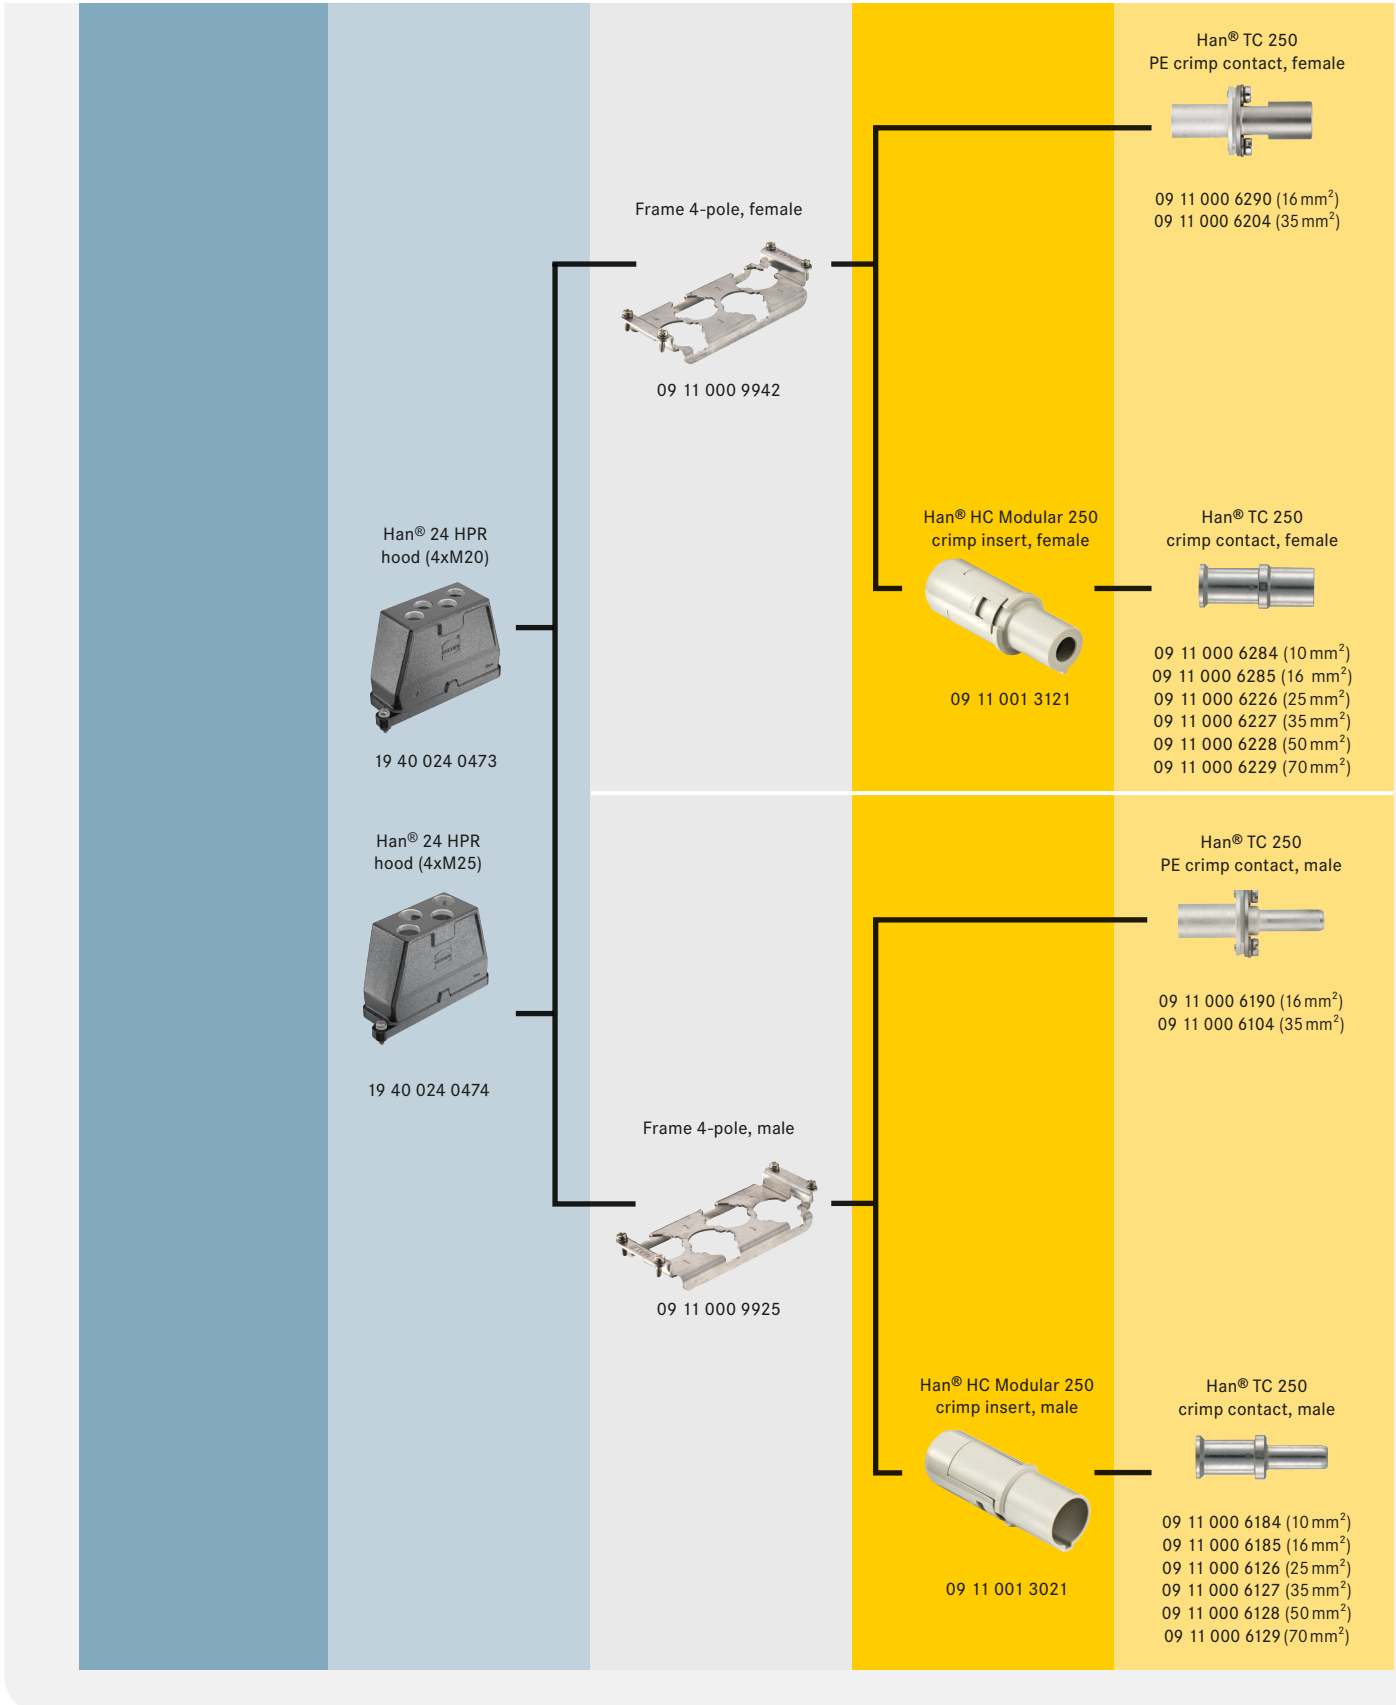 Han® TC 250
PE crimp contact, female
09 11 000 6290 (16 mm²)
09 11 000 6204 (35 mm²)
Frame 4-pole, female
09 11 000 9942
Han® 24 HPR
hood (4xM20)
19 40 024 0473
Han® HC Modular 250
crimp insert, female
09 11 001 3121
Han® TC 250
crimp contact, female
09 11 000 6284 (10 mm²)
09 11 000 6285 (16 mm²)
09 11 000 6226 (25 mm²)
09 11 000 6227 (35 mm²)
09 11 000 6228 (50 mm²)
09 11 000 6229 (70 mm²)
Han® 24 HPR
hood (4xM25)
19 40 024 0474
Han® TC 250
PE crimp contact, male
09 11 000 6190 (16 mm²)
09 11 000 6104 (35 mm²)
Frame 4-pole, male
09 11 000 9925
Han® HC Modular 250
crimp insert, male
09 11 001 3021
Han® TC 250
crimp contact, male
09 11 000 6184 (10 mm²)
09 11 000 6185 (16 mm²)
09 11 000 6126 (25 mm²)
09 11 000 6127 (35 mm²)
09 11 000 6128 (50 mm²)
09 11 000 6129 (70 mm²)